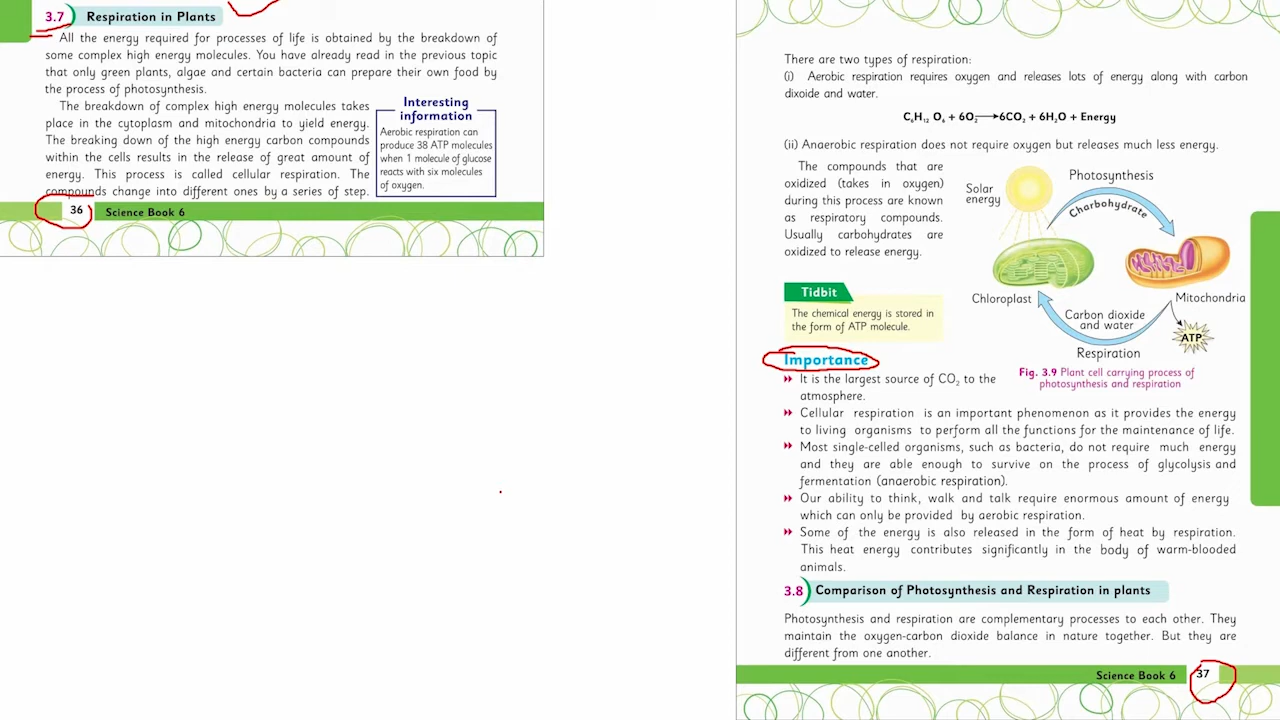 3.7 Respiration in Plants
All the energy required for processes of life is obtained by the breakdown of
some complex high energy molecules. You have already read in the previous topic
that only green plants, algae and certain bacteria can prepare their own food by
the process of photosynthesis.
The breakdown of complex high energy molecules takes
place in the cytoplasm and mitochondria to yield energy.
The breaking down of the high energy carbon compounds
within the cells results in the release of great amount of
energy. This process is called cellular respiration. The
compounds change into different ones by a series of step.
Interesting
information
Aerobic respiration can
produce 38 ATP molecules
when 1 molecule of glucose
reacts with six molecules
of oxygen.
36 Science Book 6
There are two types of respiration:
(i) Aerobic respiration requires oxygen and releases lots of energy along with carbon
dixoide and water.
C₆H₁₂ O₆ + 6O₂⟶6CO₂ + 6H₂O + Energy
(ii) Anaerobic respiration does not require oxygen but releases much less energy.
The compounds that are
oxidized (takes in oxygen)
during this process are known
as respiratory compounds.
Usually carbohydrates are
oxidized to release energy.
Tidbit
The chemical energy is stored in
the form of ATP molecule.
Solar
energy
Photosynthesis
Charbohydrate
Chloroplast
Mitochondria
Carbon dioxide
and water
ATP
Respiration
Fig. 3.9 Plant cell carrying process of
photosynthesis and respiration
Importance
It is the largest source of CO₂ to the
atmosphere.
Cellular respiration is an important phenomenon as it provides the energy
to living organisms to perform all the functions for the maintenance of life.
Most single-celled organisms, such as bacteria, do not require much energy
and they are able enough to survive on the process of glycolysis and
fermentation (anaerobic respiration).
Our ability to think, walk and talk require enormous amount of energy
which can only be provided by aerobic respiration.
Some of the energy is also released in the form of heat by respiration.
This heat energy contributes significantly in the body of warm-blooded
animals.
3.8 Comparison of Photosynthesis and Respiration in plants
Photosynthesis and respiration are complementary processes to each other. They
maintain the oxygen-carbon dioxide balance in nature together. But they are
different from one another.
Science Book 6 37